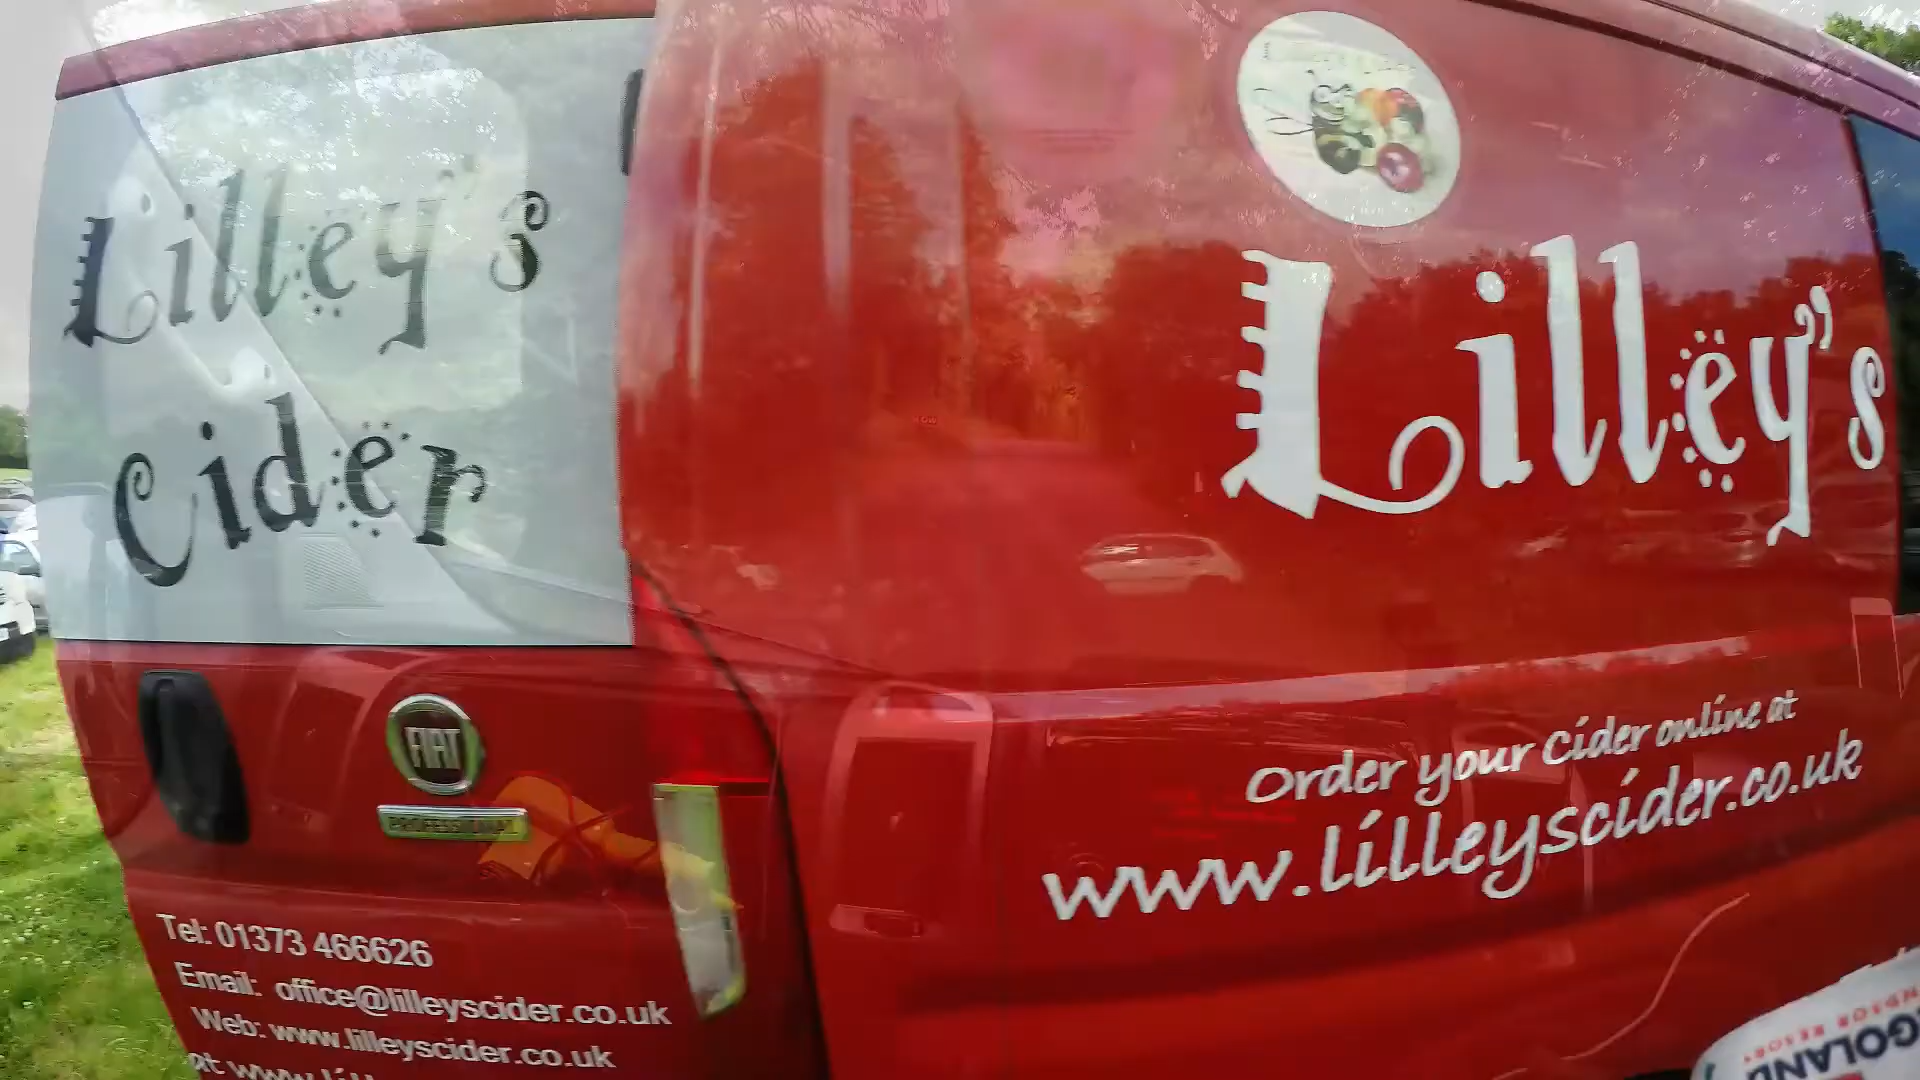 Lilley's
Cider
FIAT
PROFESSIONAL
Tel: 01373 466626
Email: office@lilleyscider.co.uk
Web: www.lilleyscider.co.uk
at
Lilley's
Order your Cider online at
www.lilleyscider.co.uk